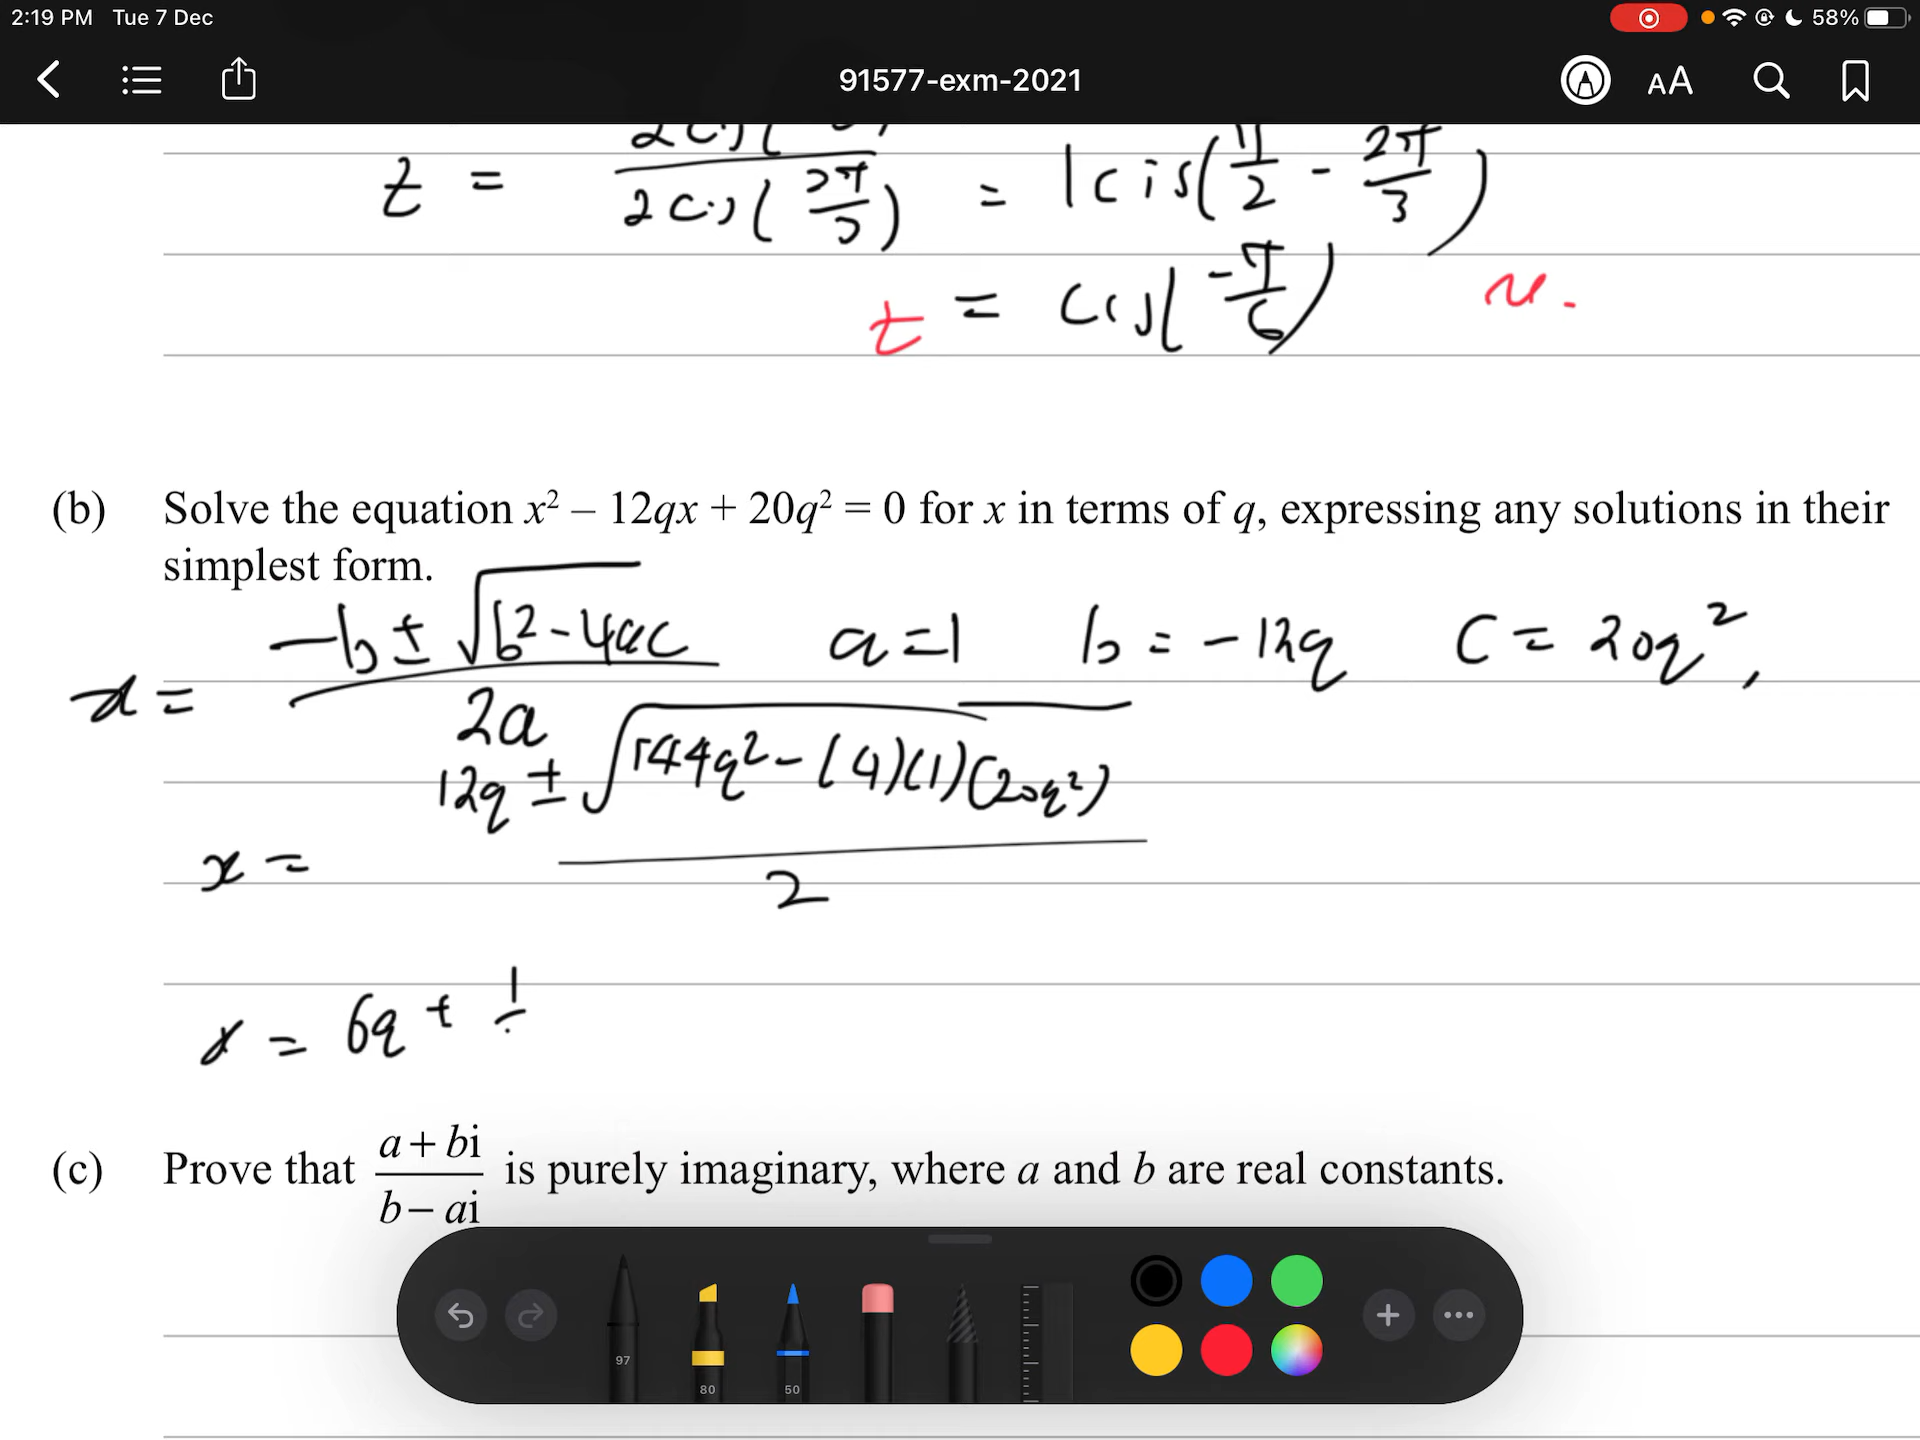 2:19 PM Tue 7 Dec 58%
91577-exm-2021
z = 2cis( / 2cis(2π/3) = 1cis(π/2 - 2π/3)
z = cis(-π/6) u.
(b) Solve the equation x² – 12qx + 20q² = 0 for x in terms of q, expressing any solutions in their
simplest form.
x = -b ± √b²-4ac / 2a a=1 b = -12q C = 20q²,
x = 12q ± √144q² - (4)(1)(20q²) / 2
x = 6q + 1
(c) Prove that a + bi / b – ai is purely imaginary, where a and b are real constants.
97 80 50